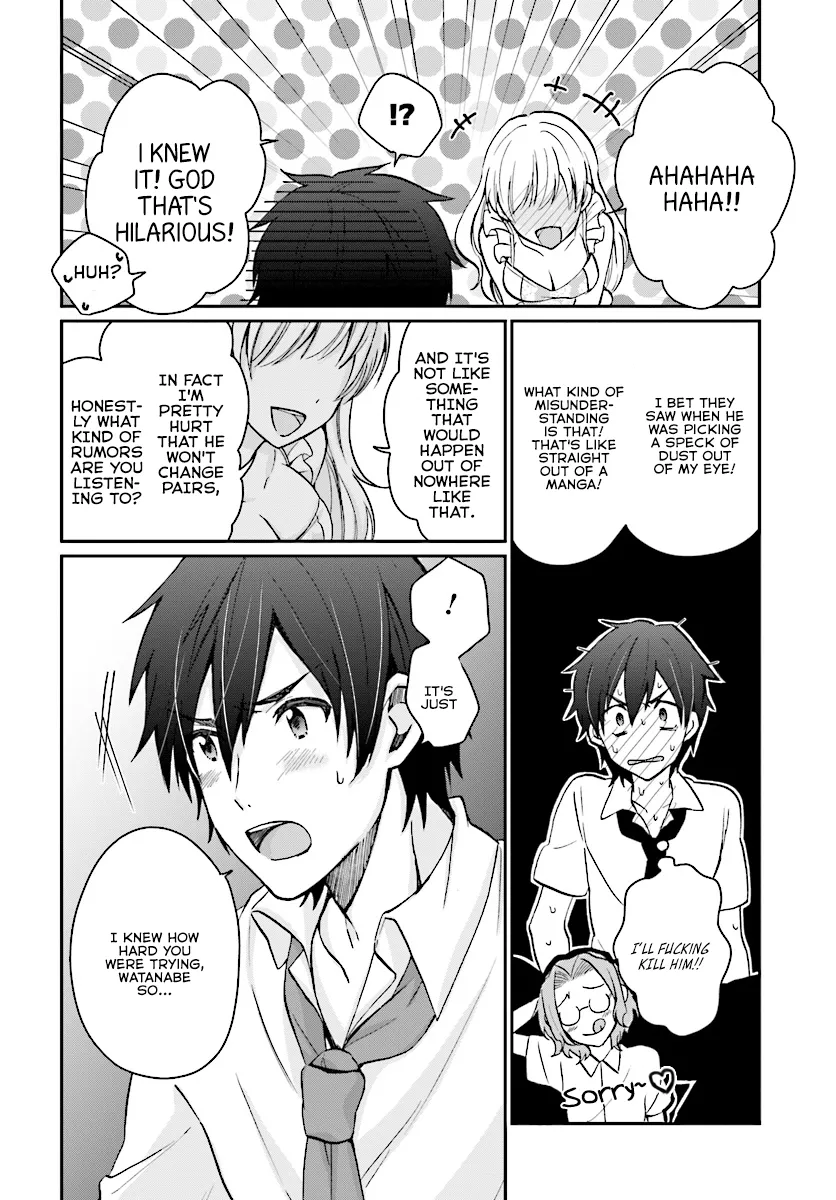 AHAHAHA
HAHA!!
!?
I KNEW
IT! GOD
THAT'S
HILARIOUS!
HUH?
I BET THEY
SAW WHEN HE
WAS PICKING
A SPECK OF
DUST OUT
OF MY EYE!
WHAT KIND OF
MISUNDER-
STANDING
IS THAT!
THAT'S LIKE
STRAIGHT
OUT OF A
MANGA!
I'LL FUCKING
KILL HIM!!
SORRY~♡
AND IT'S
NOT LIKE
SOME-
THING
THAT
WOULD
HAPPEN
OUT OF
NOWHERE
LIKE
THAT.
IN FACT
I'M
PRETTY
HURT
THAT HE
WON'T
CHANGE
PAIRS,
HONEST-
LY WHAT
KIND OF
RUMORS
ARE YOU
LISTEN-
ING TO?
!
IT'S
JUST
I KNEW HOW
HARD YOU
WERE TRYING,
WATANABE
SO...